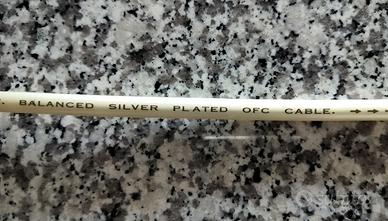 . BALANCED SILVER PLATED OFC CABLE. →→→